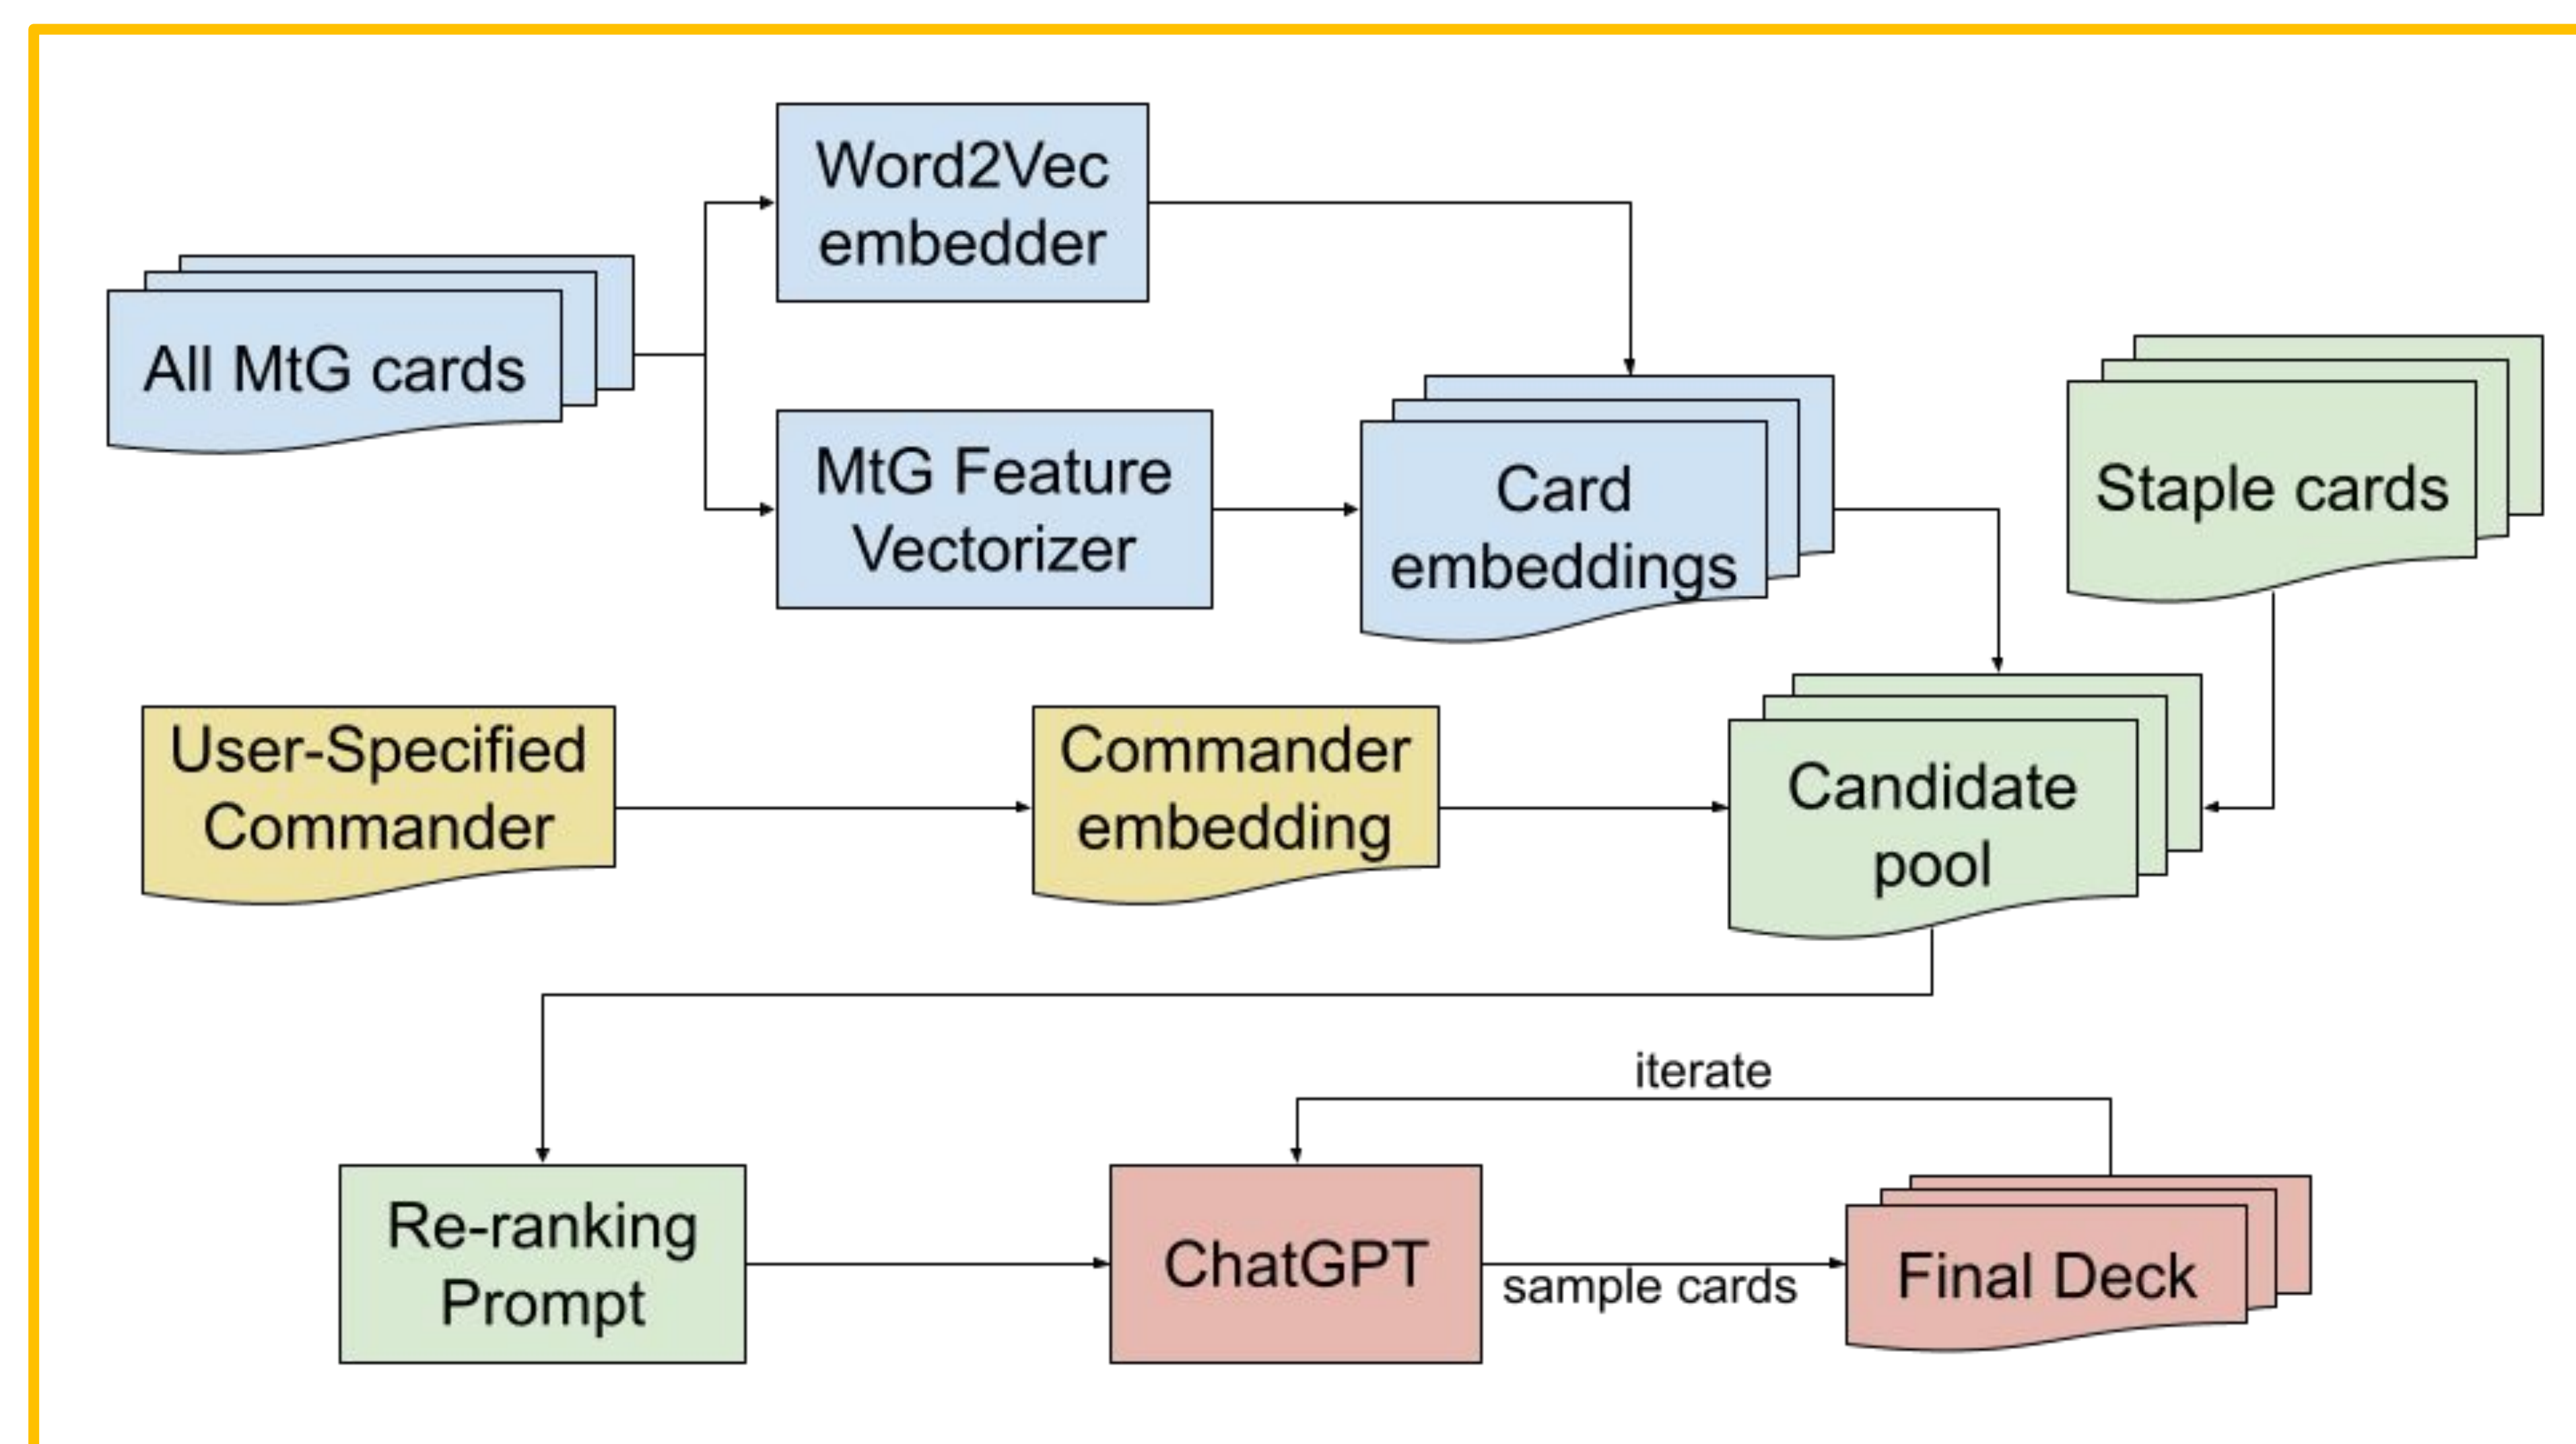 Word2Vec
embedder
All MtG cards
MtG Feature
Vectorizer
Card
embeddings
Staple cards
User-Specified
Commander
Commander
embedding
Candidate
pool
iterate
Re-ranking
Prompt
ChatGPT
sample cards
Final Deck